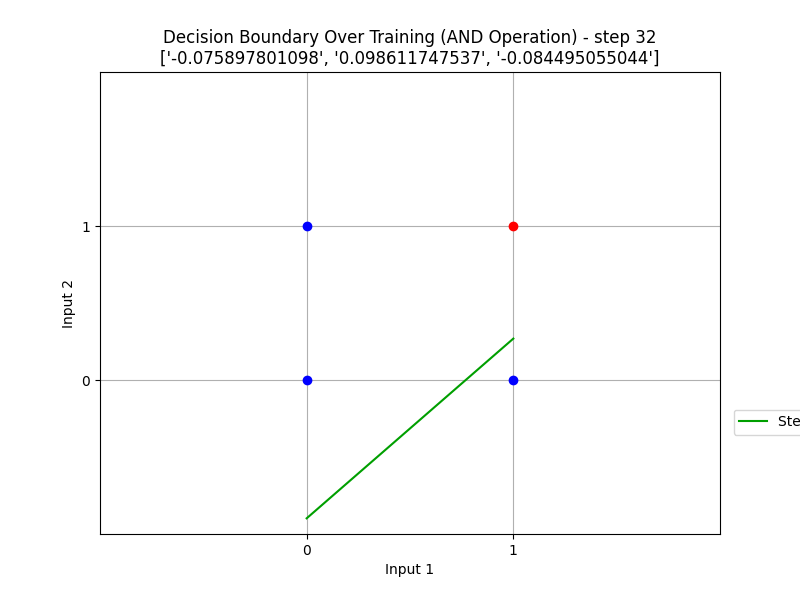 Decision Boundary Over Training (AND Operation) - step 32
['-0.075897801098', '0.098611747537', '-0.084495055044']
1
Input 2
0
Ste
0 1
Input 1